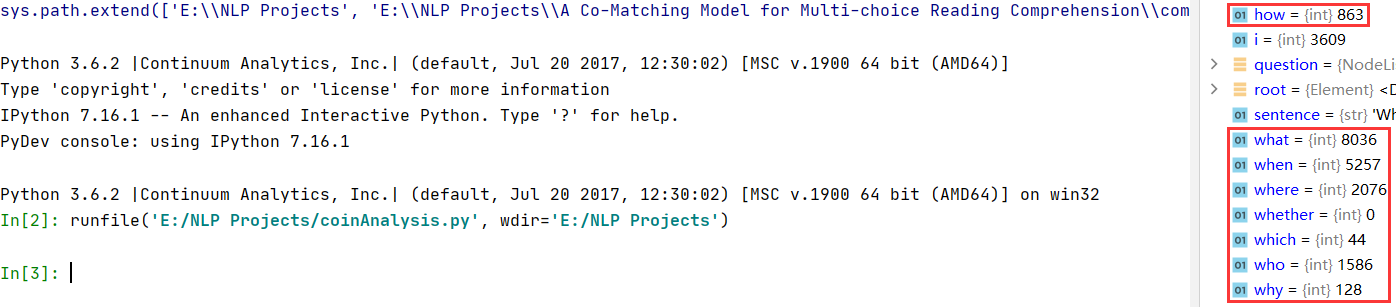 sys.path.extend(['E:\\NLP Projects', 'E:\\NLP Projects\\A Co-Matching Model for Multi-choice Reading Comprehension\\com
Python 3.6.2 |Continuum Analytics, Inc.| (default, Jul 20 2017, 12:30:02) [MSC v.1900 64 bit (AMD64)]
Type 'copyright', 'credits' or 'license' for more information
IPython 7.16.1 -- An enhanced Interactive Python. Type '?' for help.
PyDev console: using IPython 7.16.1
Python 3.6.2 |Continuum Analytics, Inc.| (default, Jul 20 2017, 12:30:02) [MSC v.1900 64 bit (AMD64)] on win32
In[2]: runfile('E:/NLP Projects/coinAnalysis.py', wdir='E:/NLP Projects')
In[3]:
01 how = {int} 863
01 i = {int} 3609
question = {NodeLi
root = {Element} <D
01 sentence = {str} 'Wh
01 what = {int} 8036
01 when = {int} 5257
01 where = {int} 2076
01 whether = {int} 0
01 which = {int} 44
01 who = {int} 1586
01 why = {int} 128